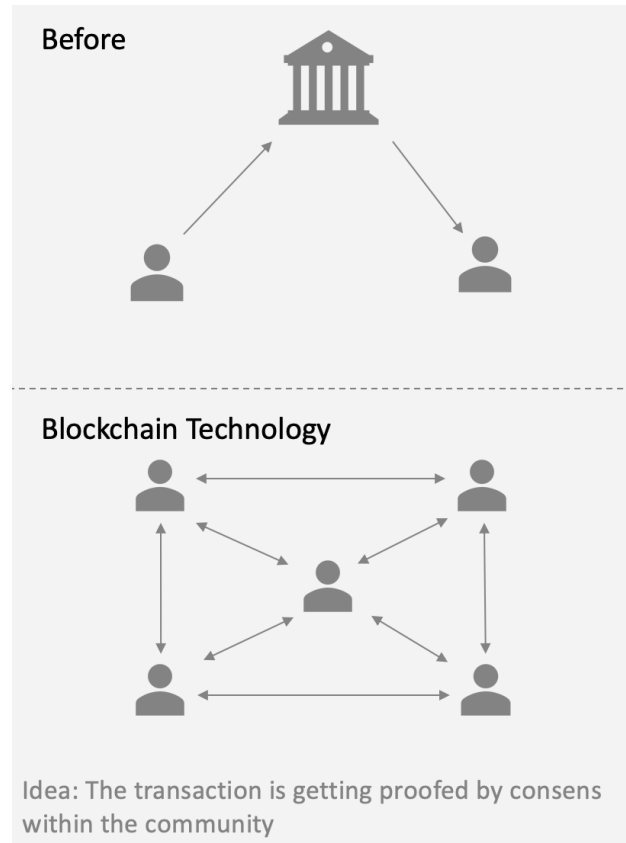 Before
Blockchain Technology
Idea: The transaction is getting proofed by consens
within the community